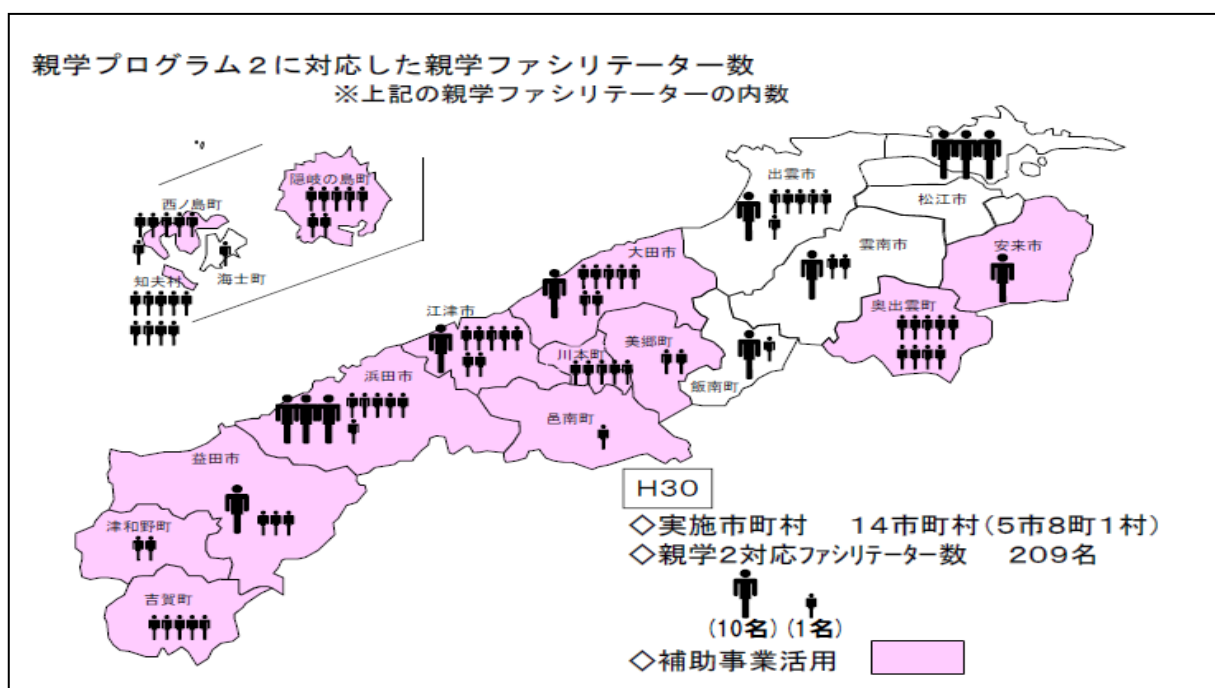 親学プログラム２に対応した親学ファシリテーター数
※上記の親学ファシリテーターの内数
隠岐の島町
西ノ島町
海士町
知夫村
出雲市
松江市
雲南市
安来市
大田市
奥出雲町
江津市
川本町
美郷町
飯南町
浜田市
邑南町
益田市
津和野町
吉賀町
H30
◇実施市町村　14市町村（5市8町1村）
◇親学2対応ファシリテーター数　209名
(10名) (1名)
◇補助事業活用